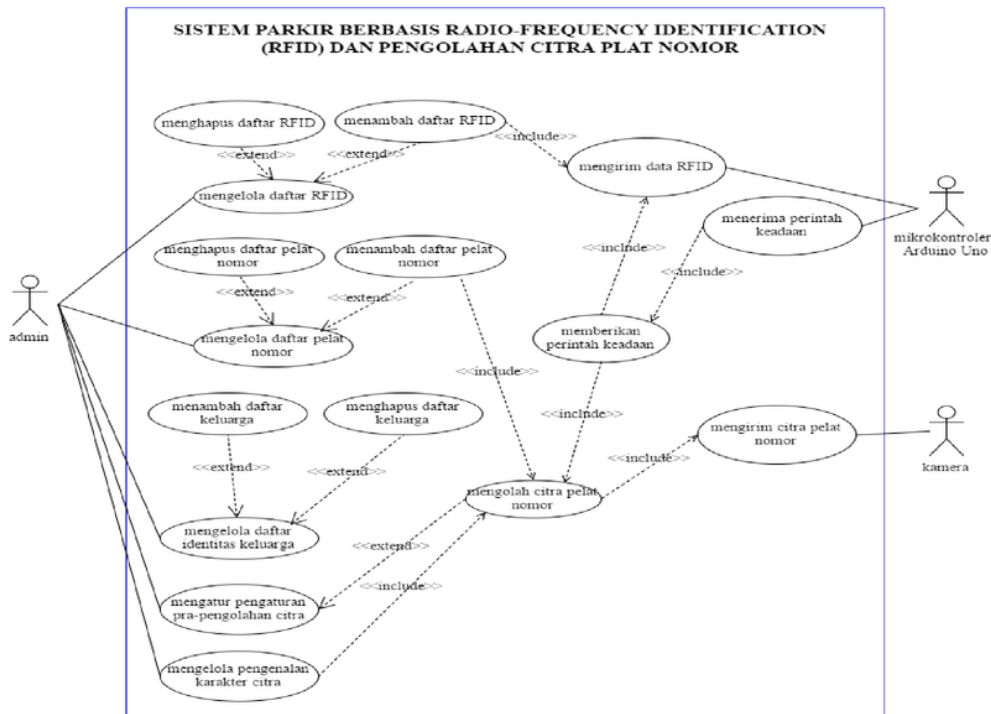 SISTEM PARKIR BERBASIS RADIO-FREQUENCY IDENTIFICATION
(RFID) DAN PENGOLAHAN CITRA PLAT NOMOR
menghapus daftar RFID
menambah daftar RFID
<<include>>
<<extend>>
<<extend>>
mengirim data RFID
mengelola daftar RFID
menerima perintah
keadaan
mikrokontroler
Arduino Uno
menghapus daftar pelat
nomor
menambah daftar pelat
nomor
<<include>>
<<include>>
<<extend>>
<<extend>>
admin
mengelola daftar pelat
nomor
memberikan
perintah keadaan
<<include>>
menambah daftar
keluarga
menghapus daftar
keluarga
<<include>>
mengirim citra pelat
nomor
kamera
<<extend>>
<<extend>>
<<include>>
mengolah citra pelat
nomor
mengelola daftar
identitas keluarga
<<extend>>
<<include>>
mengatur pengaturan
pra-pengolahan citra
mengelola pengenalan
karakter citra